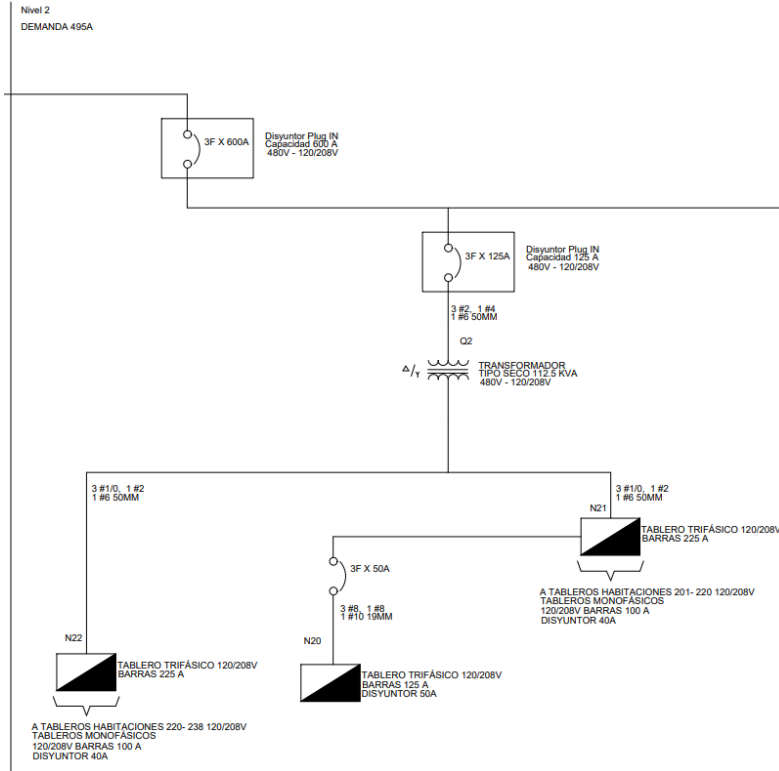 Nivel 2
DEMANDA 495A
3F X 600A
Disyuntor Plug IN
Capacidad 600 A
480V - 120/208V
3F X 125A
Disyuntor Plug IN
Capacidad 125 A
480V - 120/208V
3 #2,  1 #4
1 #6 50MM
Q2
Δ/Y
TRANSFORMADOR
TIPO SECO 112.5 KVA
480V - 120/208V
3 #1/0,  1 #2
1 #6 50MM
3 #1/0,  1 #2
1 #6 50MM
N21
TABLERO TRIFÁSICO 120/208V
BARRAS 225 A
3F X 50A
A TABLEROS HABITACIONES 201- 220 120/208V
TABLEROS MONOFÁSICOS
120/208V BARRAS 100 A
DISYUNTOR 40A
3 #8,  1 #8
1 #10 19MM
N22
TABLERO TRIFÁSICO 120/208V
BARRAS 225 A
N20
TABLERO TRIFÁSICO 120/208V
BARRAS 125 A
DISYUNTOR 50A
A TABLEROS HABITACIONES 220- 238 120/208V
TABLEROS MONOFÁSICOS
120/208V BARRAS 100 A
DISYUNTOR 40A